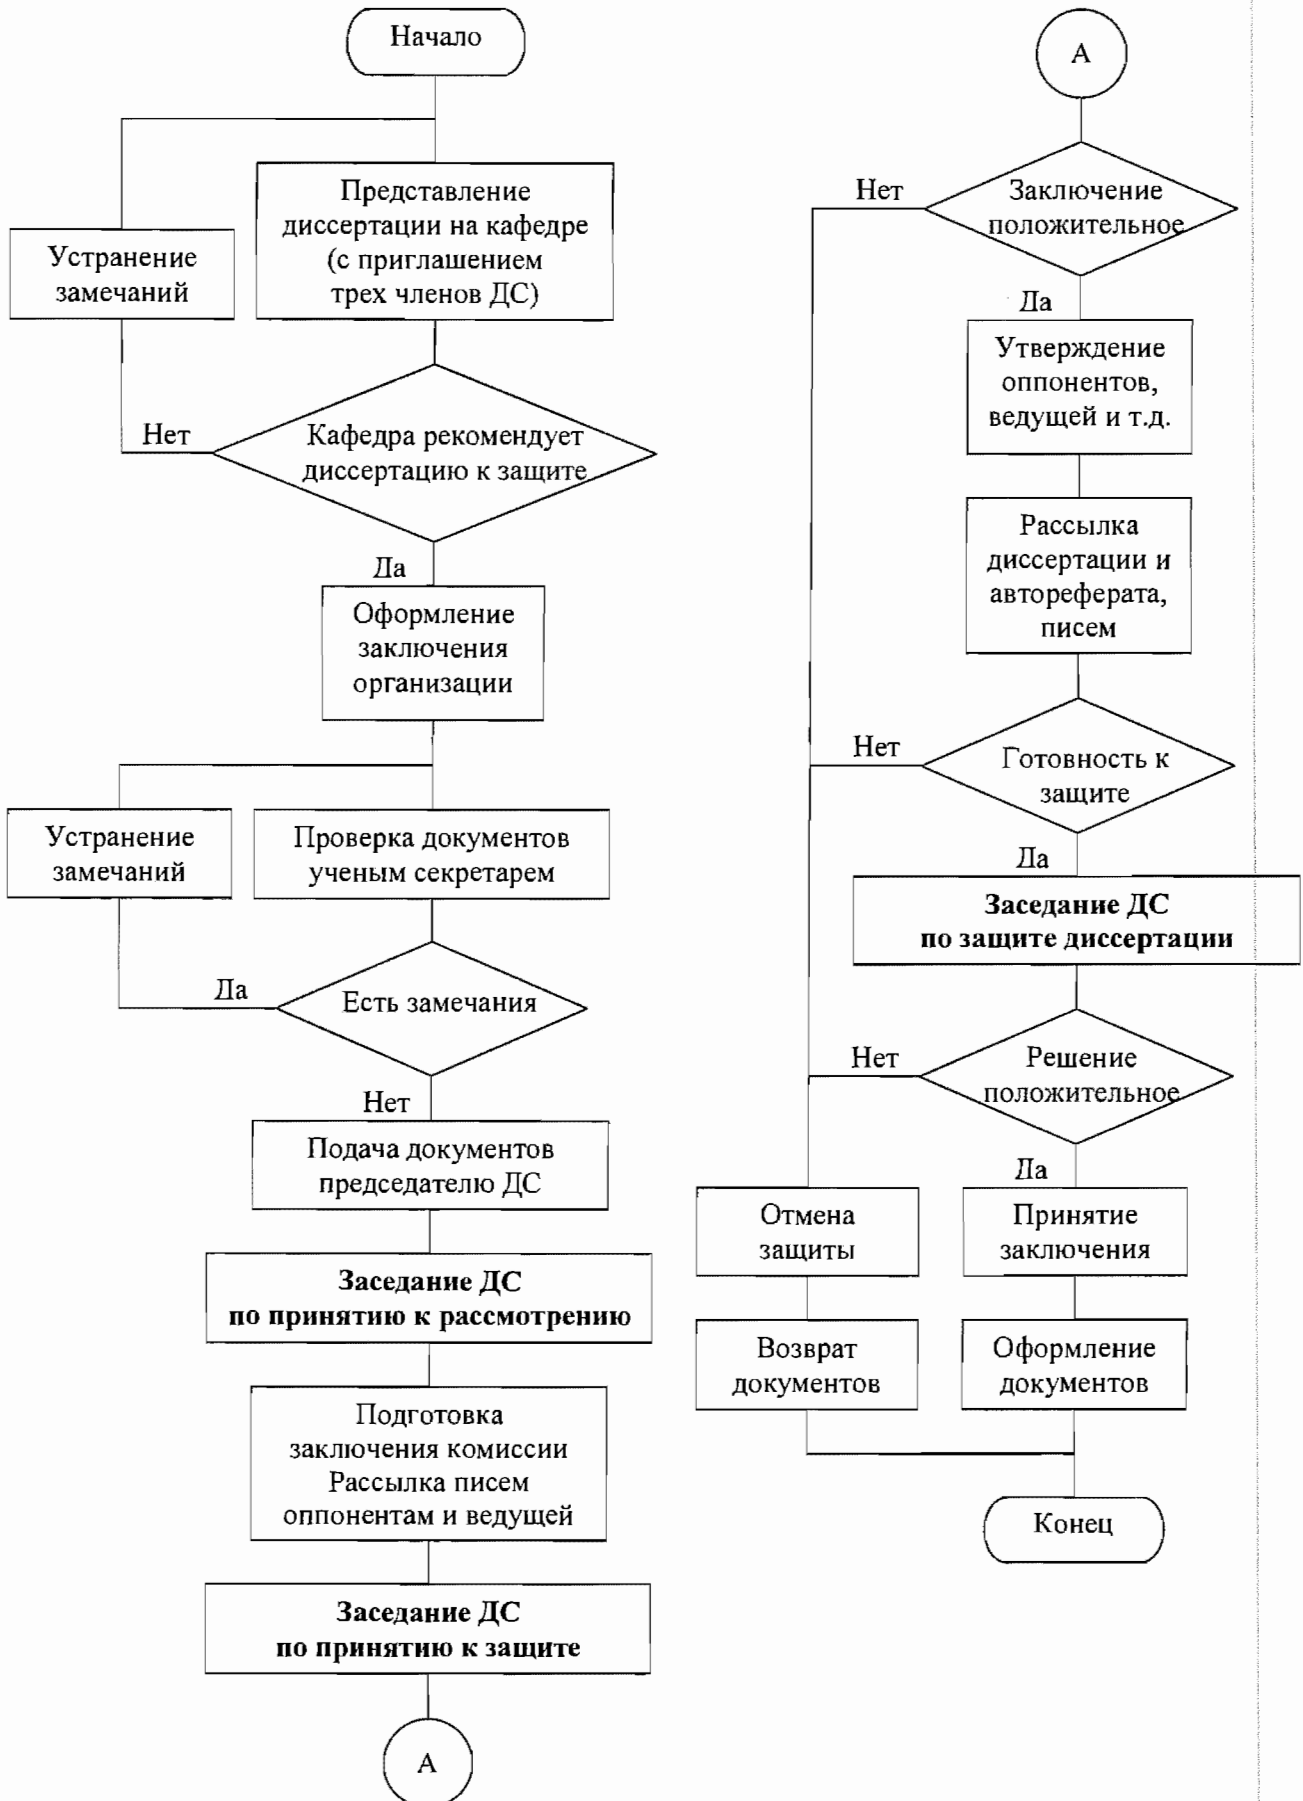 Начало
Представление
диссертации на кафедре
(с приглашением
трех членов ДС)
Устранение
замечаний
Нет
Кафедра рекомендует
диссертацию к защите
Да
Оформление
заключения
организации
Устранение
замечаний
Проверка документов
ученым секретарем
Да
Есть замечания
Нет
Подача документов
председателю ДС
Заседание ДС
по принятию к рассмотрению
Подготовка
заключения комиссии
Рассылка писем
оппонентам и ведущей
Заседание ДС
по принятию к защите
А
А
Нет
Заключение
положительное
Да
Утверждение
оппонентов,
ведущей и т.д.
Рассылка
диссертации и
автореферата,
писем
Нет
Готовность к
защите
Да
Заседание ДС
по защите диссертации
Нет
Решение
положительное
Да
Отмена
защиты
Принятие
заключения
Возврат
документов
Оформление
документов
Конец